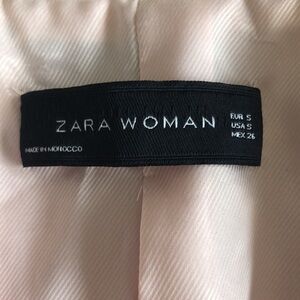 ZARA WOMAN
EUR S
USA S
MEX 26
MADE IN MOROCCO